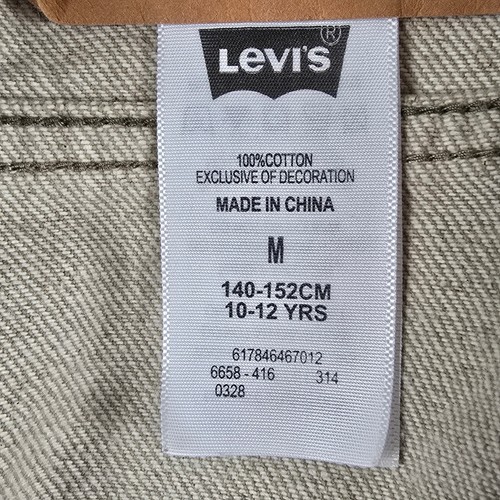 Levi's®
100%COTTON
EXCLUSIVE OF DECORATION
MADE IN CHINA
M
140-152CM
10-12 YRS
617846467012
6658 - 416 314
0328